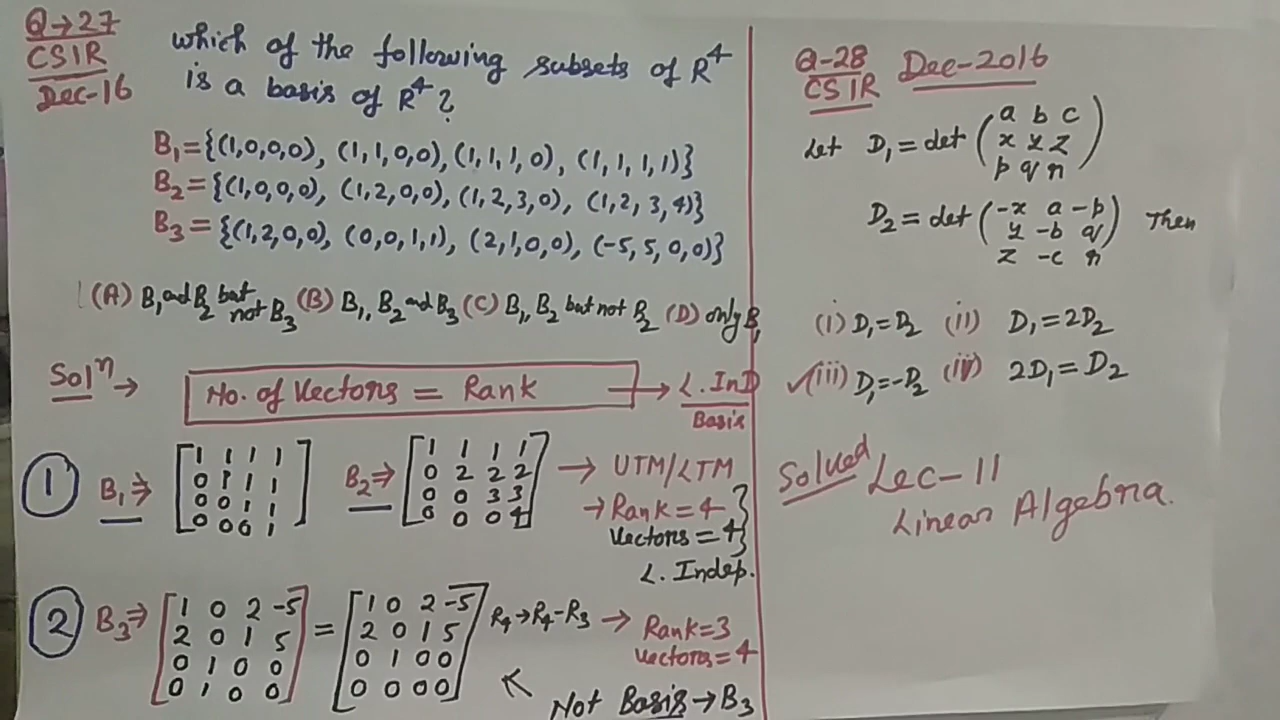 Q→27
CSIR
Dec-16
which of the following subsets of R⁴
is a basis of R⁴?
B₁={(1,0,0,0), (1,1,0,0), (1,1,1,0), (1,1,1,1)}
B₂={(1,0,0,0), (1,2,0,0), (1,2,3,0), (1,2,3,4)}
B₃={(1,2,0,0), (0,0,1,1), (2,1,0,0), (-5,5,0,0)}
(A) B₁ and B₂ but not B₃ (B) B₁, B₂ and B₃ (C) B₁, B₂ but not B₂ (D) only B₁
Solⁿ → No. of Vectors = Rank → L.InD
Basis
① B₁⇒ [1 1 1 1
0 1 1 1
0 0 1 1
0 0 0 1]
B₂⇒ [1 1 1 1
0 2 2 2
0 0 3 3
0 0 0 4]
→ UTM/LTM
→ Rank = 4
Vectors = 4
L. Indep.
② B₃⇒ [1 0 2 -5
2 0 1 5
0 1 0 0
0 1 0 0]
= [1 0 2 -5
2 0 1 5
0 1 0 0
0 0 0 0]
R₄→R₄-R₃ → Rank=3
Vectors = 4
Not Basis → B₃
Q-28
CSIR Dec-2016
Let D₁ = det (a b c
x y z
p q r)
D₂ = det (-x a -p
y -b q
z -c r) Then
(i) D₁=D₂ (ii) D₁=2D₂
✓(iii) D₁=-D₂ (iv) 2D₁=D₂
Solved Lec-11
Linear Algebra.